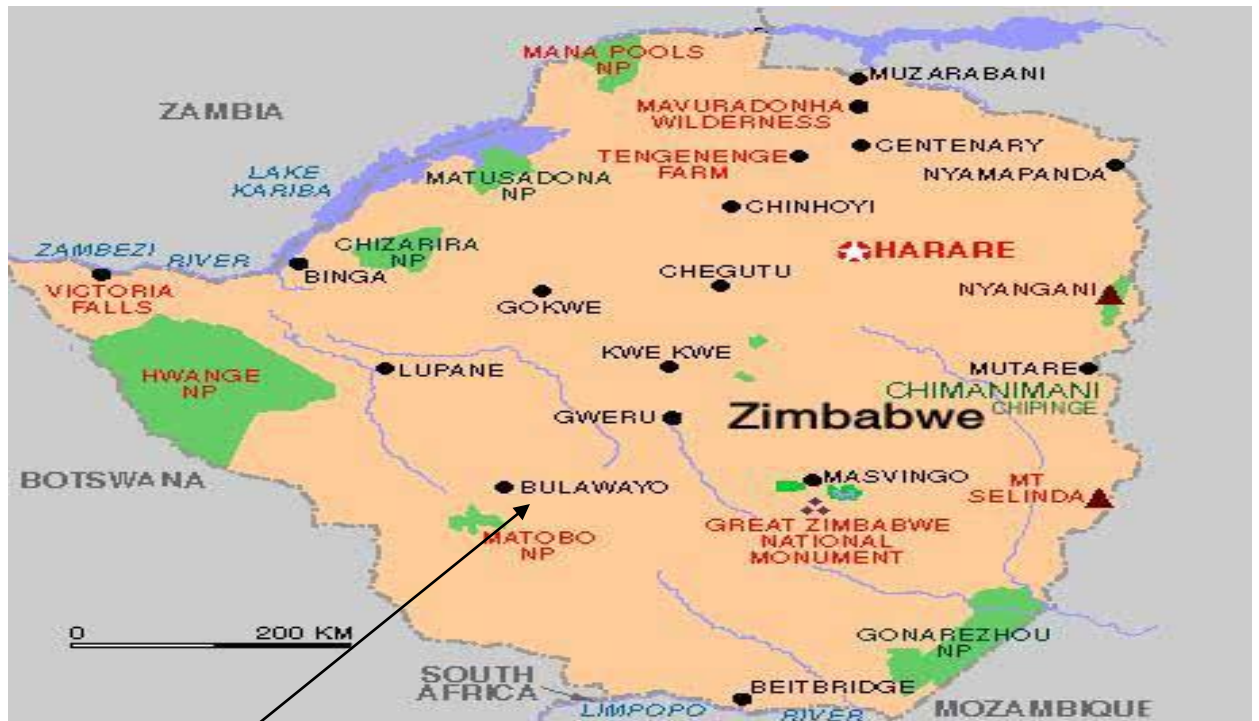 MANA POOLS
NP
MUZARABANI
ZAMBIA
MAVURADONHA
WILDERNESS
CENTENARY
TENGENENGE
FARM
NYAMAPANDA
LAKE
KARIBA
MATUSADONA
NP
CHINHOYI
ZAMBEZI
RIVER
CHIZARIRA
NP
HARARE
BINGA
CHEGUTU
VICTORIA
FALLS
GOKWE
NYANGANI
HWANGE
NP
LUPANE
KWE KWE
MUTARE
CHIMANIMANI
CHIPINGE
GWERU
Zimbabwe
BOTSWANA
BULAWAYO
MASVINGO
MT
SELINDA
MATOBO
NP
GREAT ZIMBABWE
NATIONAL
MONUMENT
0 200 KM
GONAREZHOU
NP
SOUTH
AFRICA
BEITBRIDGE
LIMPOPO
RIVER
MOZAMBIQUE